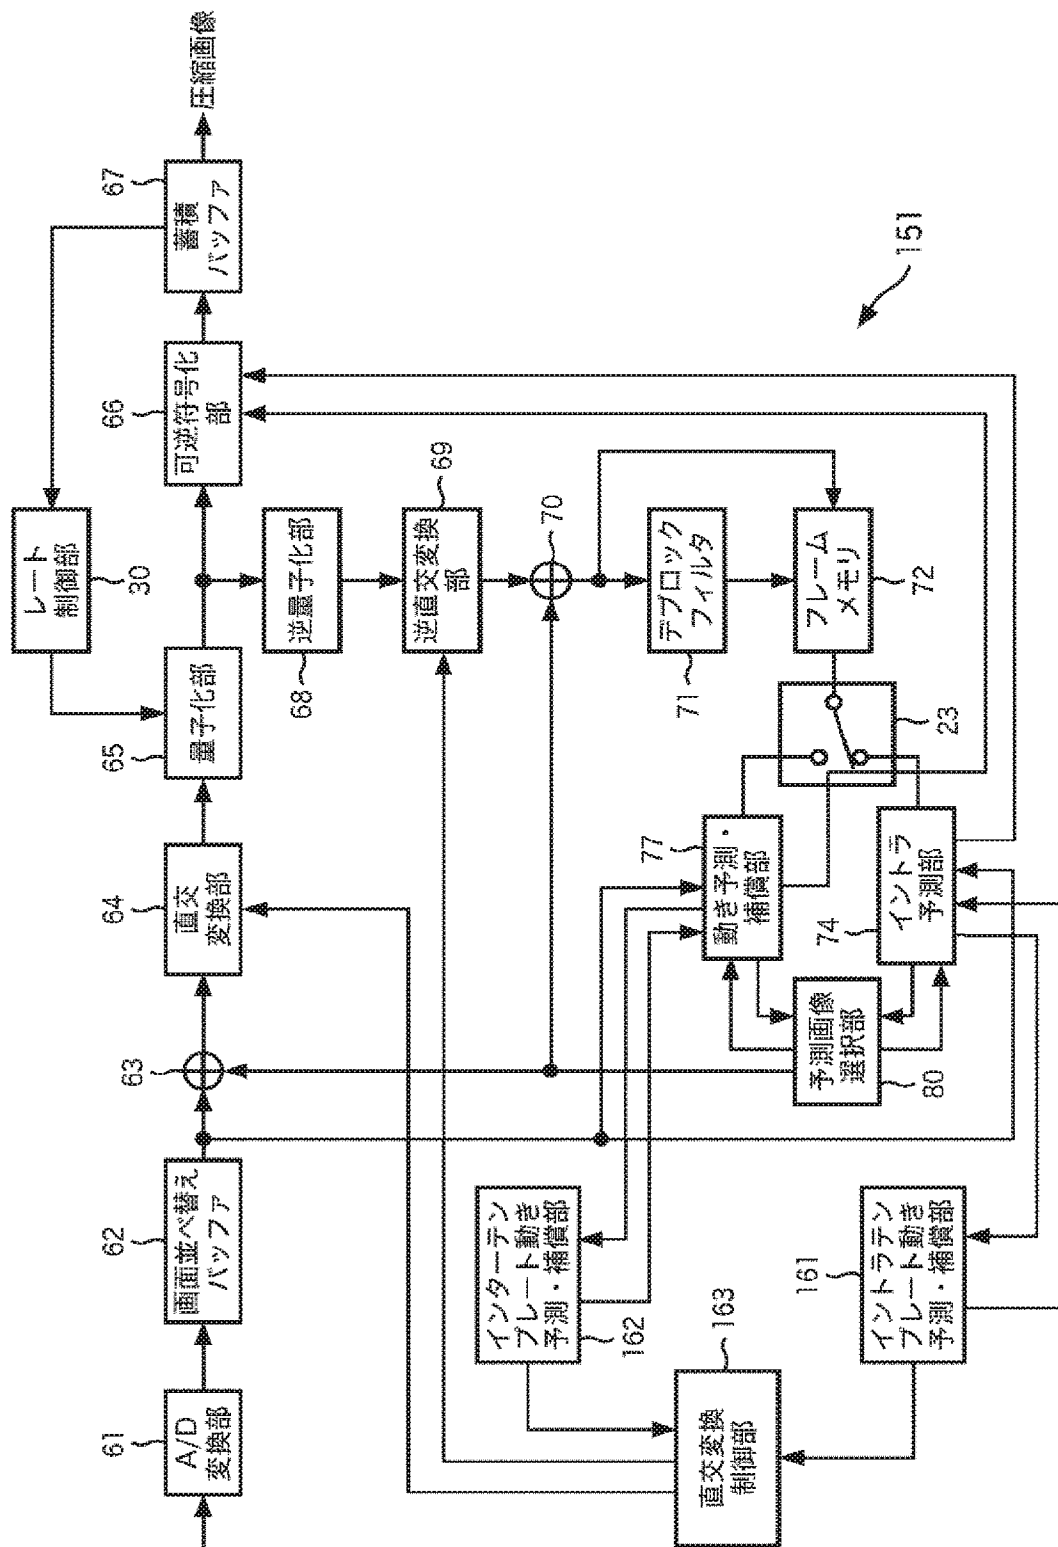 レート
制御部
30
61
A/D
変換部
62
画面並べ替え
バッファ
63
64
直交
変換部
65
量子化部
66
可逆符号化
部
67
蓄積
バッファ
圧縮画像
逆量子化部
68
逆直交変換
部
69
70
インターテン
プレート動き
予測・補償部
162
デブロック
フィルタ
71
動き予測・
補償部
77
直交変換
制御部
163
予測画像
選択部
80
23
フレーム
メモリ
72
イントラテン
プレート動き
予測・補償部
161
イントラ
予測部
74
151